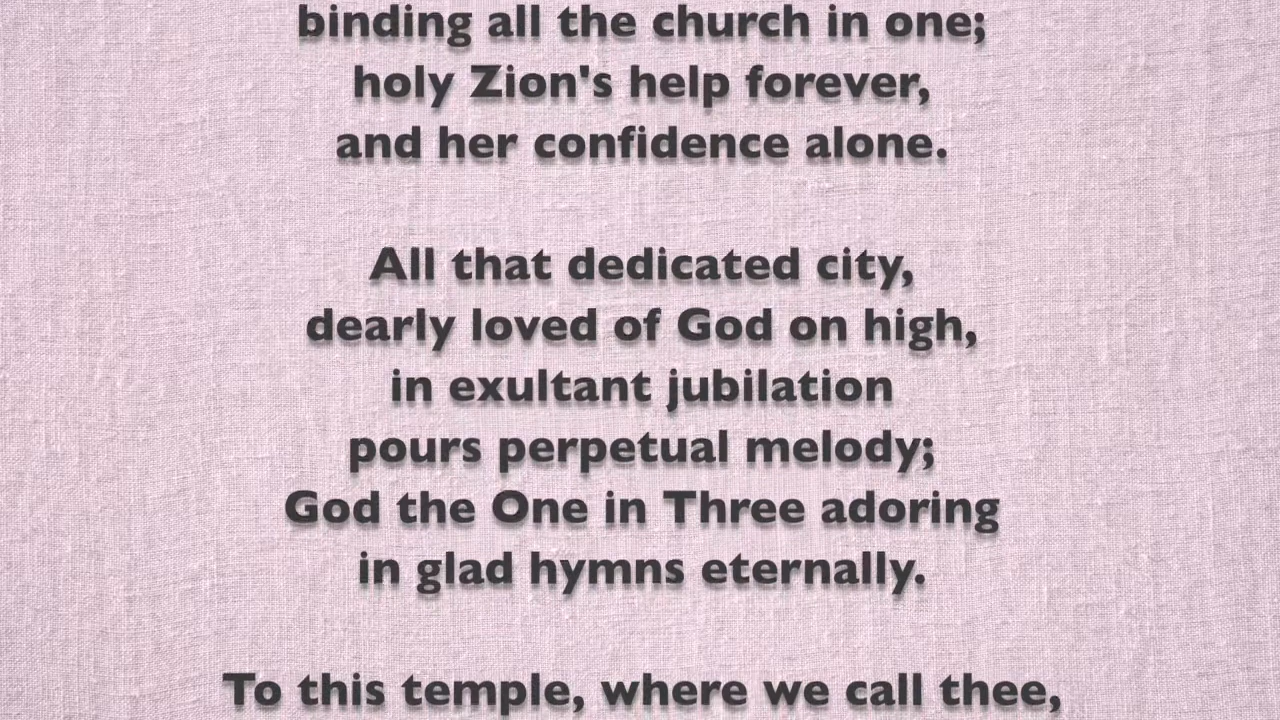 binding all the church in one;
holy Zion's help forever,
and her confidence alone.
All that dedicated city,
dearly loved of God on high,
in exultant jubilation
pours perpetual melody;
God the One in Three adoring
in glad hymns eternally.
To this temple, where we call thee,